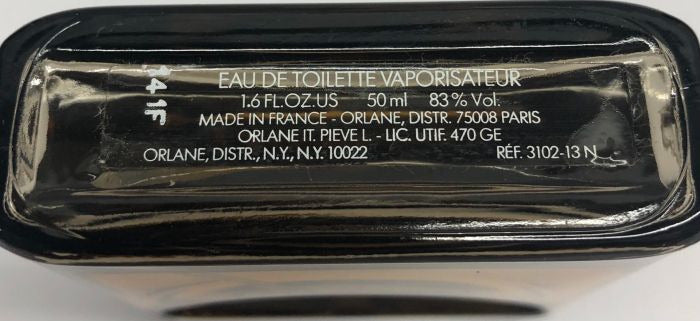 141F
EAU DE TOILETTE VAPORISATEUR
1.6 FL.OZ.US 50 ml 83 % Vol.
MADE IN FRANCE - ORLANE, DISTR. 75008 PARIS
ORLANE IT. PIEVE L. - LIC. UTIF. 470 GE
ORLANE, DISTR., N.Y., N.Y. 10022 RÉF. 3102-13 N